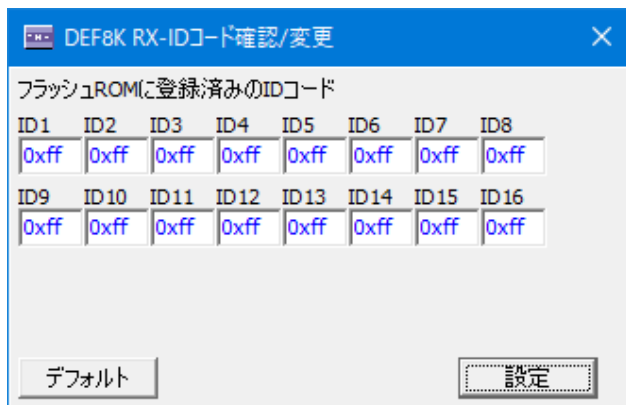 DEF8K RX-IDコード確認/変更
フラッシュROMに登録済みのIDコード
ID1 ID2 ID3 ID4 ID5 ID6 ID7 ID8
0xff 0xff 0xff 0xff 0xff 0xff 0xff 0xff
ID9 ID10 ID11 ID12 ID13 ID14 ID15 ID16
0xff 0xff 0xff 0xff 0xff 0xff 0xff 0xff
デフォルト 設定